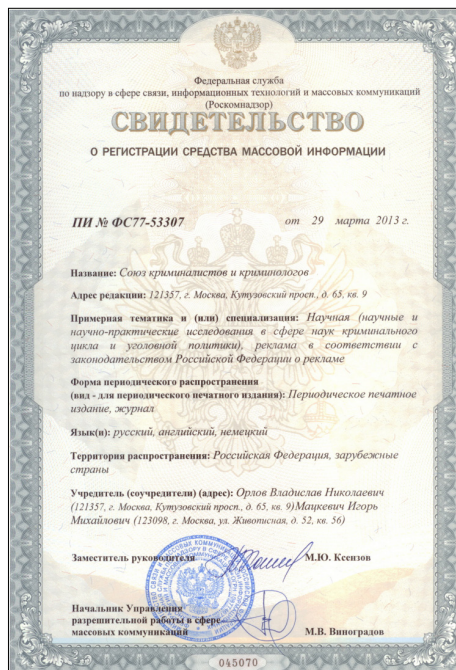 Федеральная служба
по надзору в сфере связи, информационных технологий и массовых коммуникаций
(Роскомнадзор)
СВИДЕТЕЛЬСТВО
О РЕГИСТРАЦИИ СРЕДСТВА МАССОВОЙ ИНФОРМАЦИИ
ПИ № ФС77-53307 от 29 марта 2013 г.
Название: Союз криминалистов и криминологов
Адрес редакции: 121357, г. Москва, Кутузовский просп., д. 65, кв. 9
Примерная тематика и (или) специализация: Научная (научные и
научно-практические исследования в сфере наук криминального
цикла и уголовной политики), реклама в соответствии с
законодательством Российской Федерации о рекламе
Форма периодического распространения
(вид - для периодического печатного издания): Периодическое печатное
издание, журнал
Язык(и): русский, английский, немецкий
Территория распространения: Российская Федерация, зарубежные
страны
Учредитель (соучредители) (адрес): Орлов Владислав Николаевич
(121357, г. Москва, Кутузовский просп., д. 65, кв. 9)Мацкевич Игорь
Михайлович (123098, г. Москва, ул. Живописная, д. 52, кв. 56)
Заместитель руководителя М.Ю. Ксензов
Начальник Управления
разрешительной работы в сфере
массовых коммуникаций М.В. Виноградов
045070